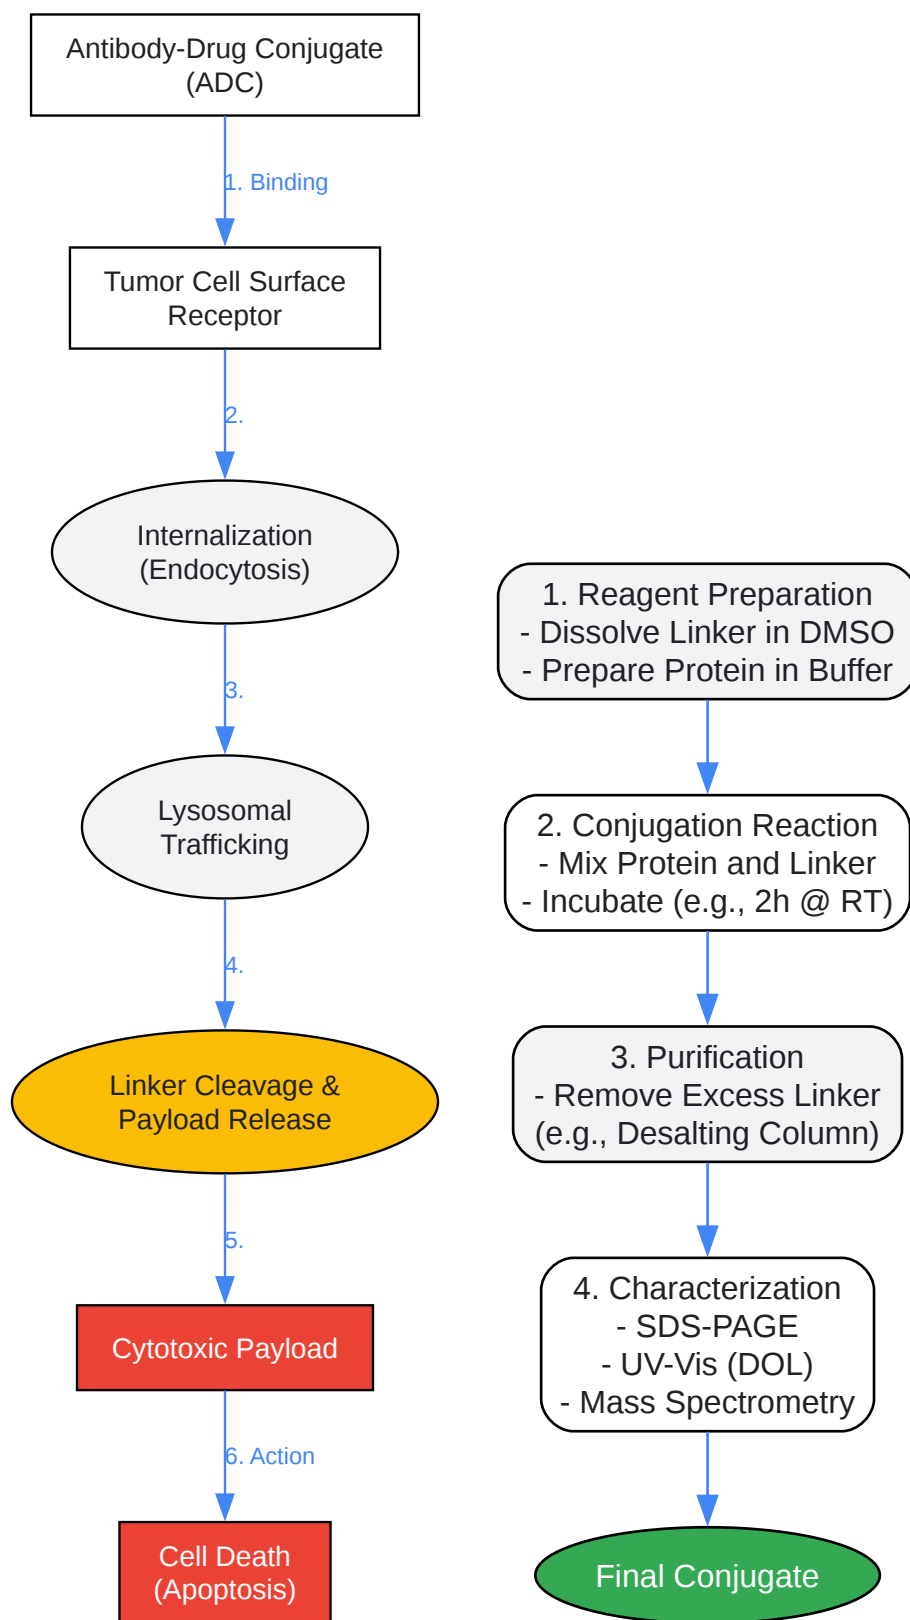 Antibody-Drug Conjugate
(ADC)
1. Binding
Tumor Cell Surface
Receptor
2.
Internalization
(Endocytosis)
3.
Lysosomal
Trafficking
4.
Linker Cleavage &
Payload Release
5.
Cytotoxic Payload
6. Action
Cell Death
(Apoptosis)
1. Reagent Preparation
- Dissolve Linker in DMSO
- Prepare Protein in Buffer
2. Conjugation Reaction
- Mix Protein and Linker
- Incubate (e.g., 2h @ RT)
3. Purification
- Remove Excess Linker
(e.g., Desalting Column)
4. Characterization
- SDS-PAGE
- UV-Vis (DOL)
- Mass Spectrometry
Final Conjugate